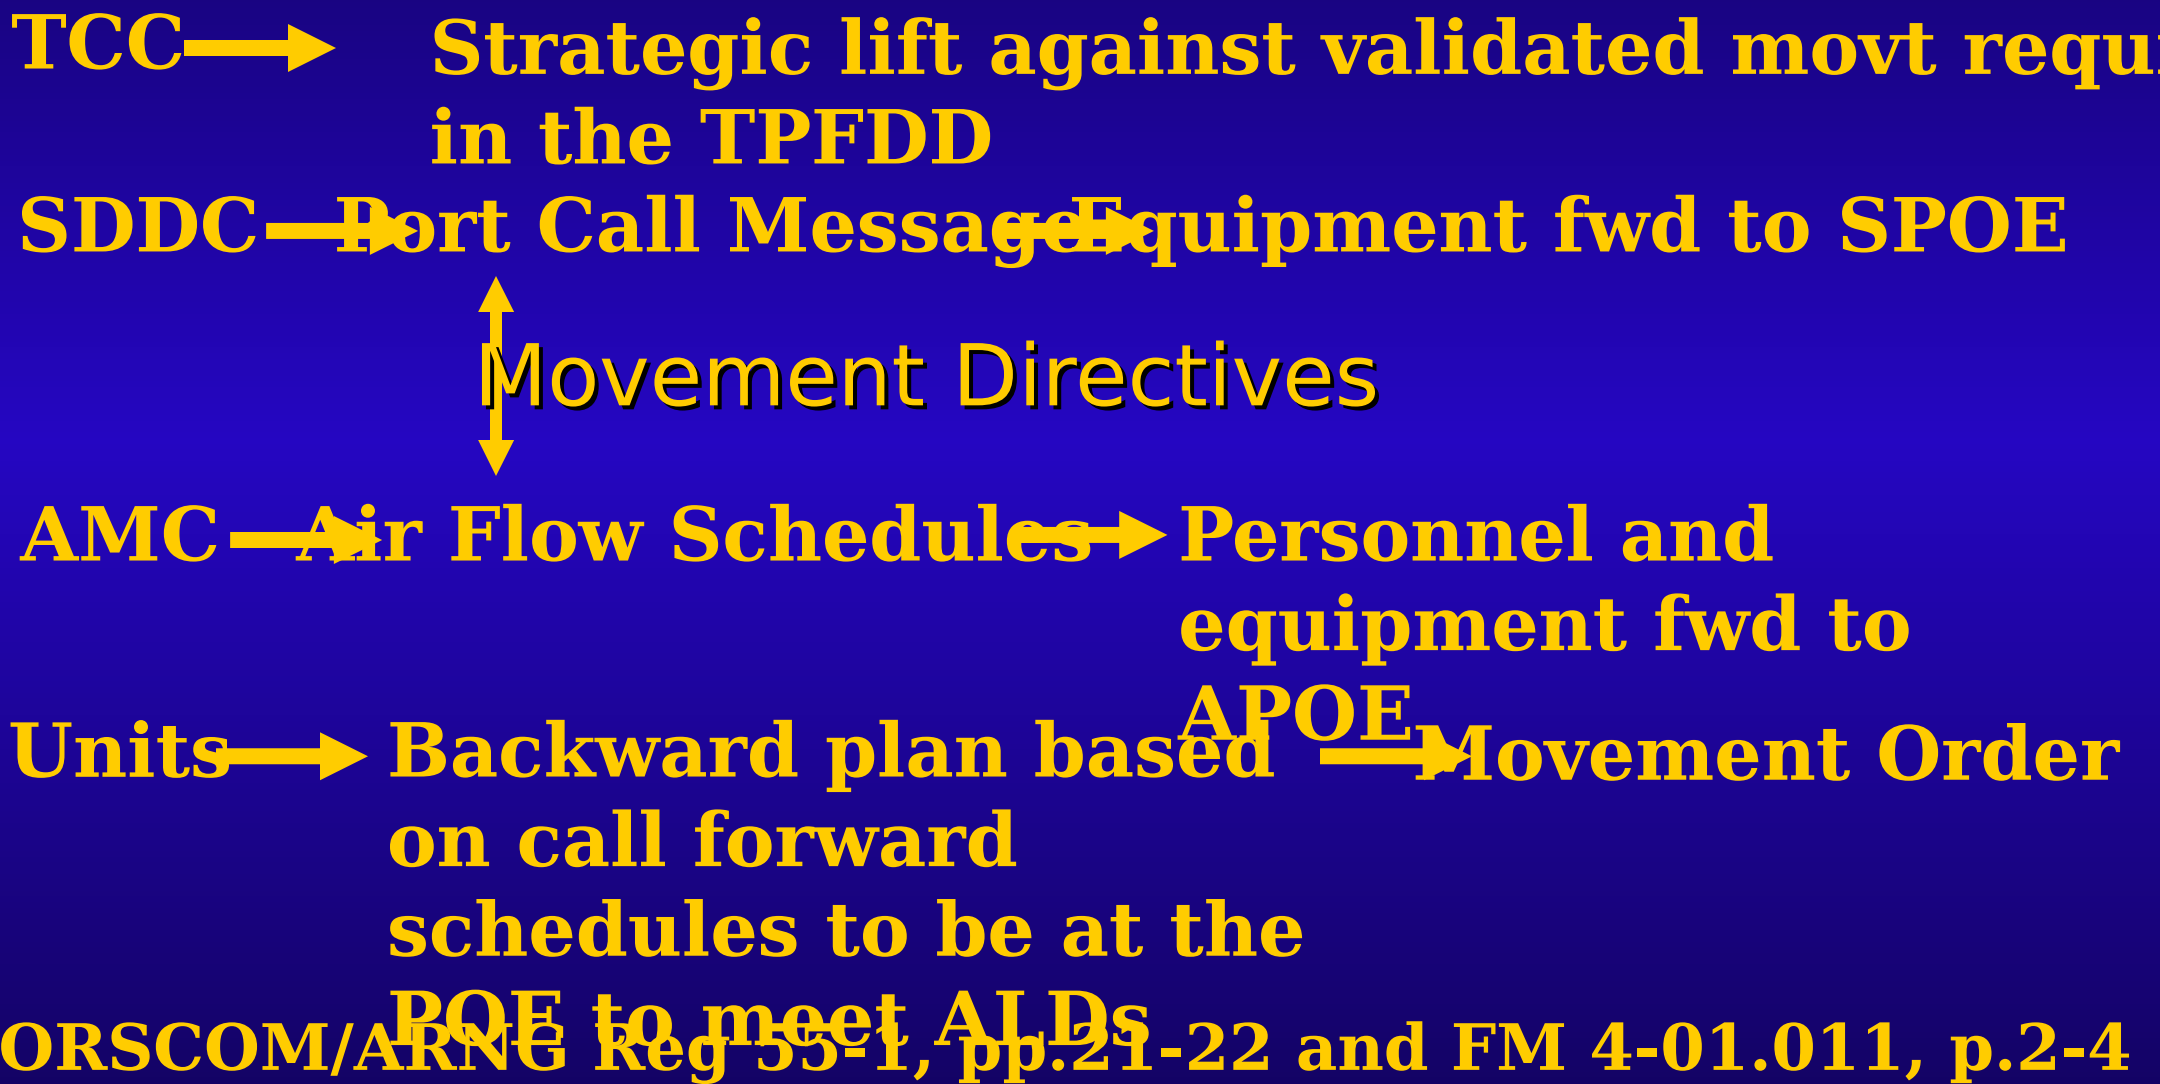 TCC
Strategic lift against validated movt
in the TPFDD
SDDC Port Call Message Equipment fwd to SPOE
Movement Directives
AMC Air Flow Schedules Personnel and
equipment fwd to
APOE
Units Backward plan based Movement Order
on call forward
schedules to be at the
POE to meet ALDs
ORSCOM/ARNG Reg 55-1, pp.21-22 and FM 4-01.011, p.2-4